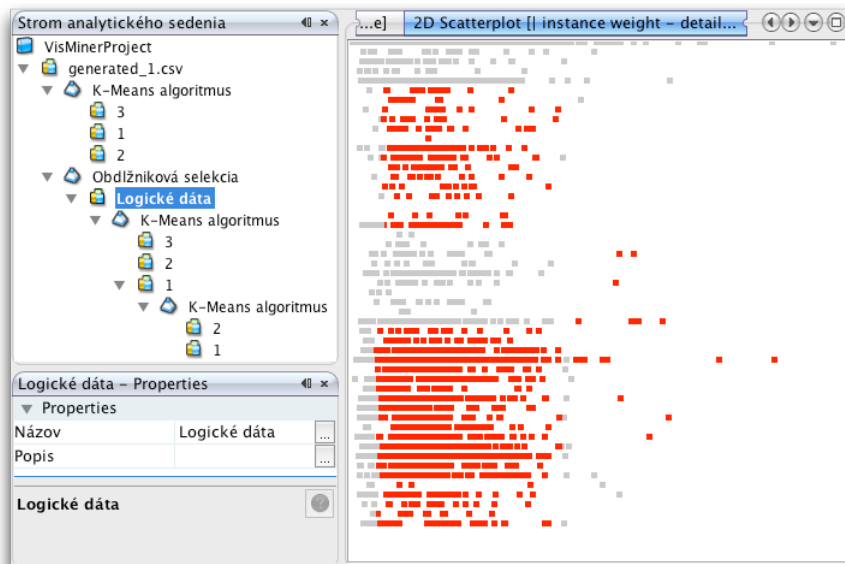 Strom analytického sedenia
VisMinerProject
generated_1.csv
K-Means algoritmus
3
1
2
Obdĺžniková selekcia
Logické dáta
K-Means algoritmus
3
2
1
K-Means algoritmus
2
1
Logické dáta - Properties
Properties
Názov Logické dáta ...
Popis ...
Logické dáta
?
...e] 2D Scatterplot [| instance weight - detail...